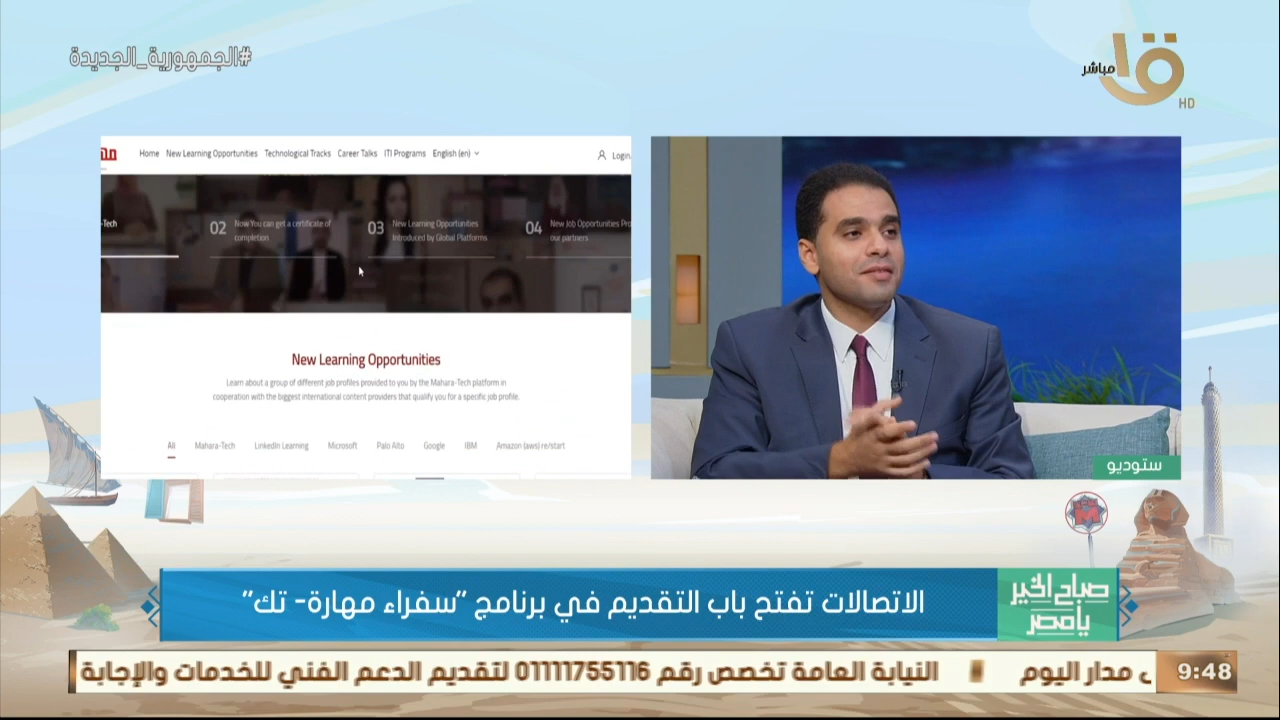 #الجمهورية_الجديدة
مباشر
HD
Home New Learning Opportunities Technological Tracks Career Talks ITI Programs English (en) Login
-Tech
02 Now You can get a certificate of
completion
03 New Learning Opportunities
Introduced by Global Platforms
04 New Job Opportunities Pro
our partners
New Learning Opportunities
Learn about a group of different job profiles provided to you by the Mahara-Tech platform in
cooperation with the biggest international content providers that qualify you for a specific job profile.
All Mahara-Tech LinkedIn Learning Microsoft Palo Alto Google IBM Amazon (aws) re/start
ستوديو
صباح الخير
يا مصر
الاتصالات تفتح باب التقديم في برنامج "سفراء مهارة- تك"
9:48
مدار اليوم النيابة العامة تخصص رقم 01111755116 لتقديم الدعم الفني للخدمات والإجابة